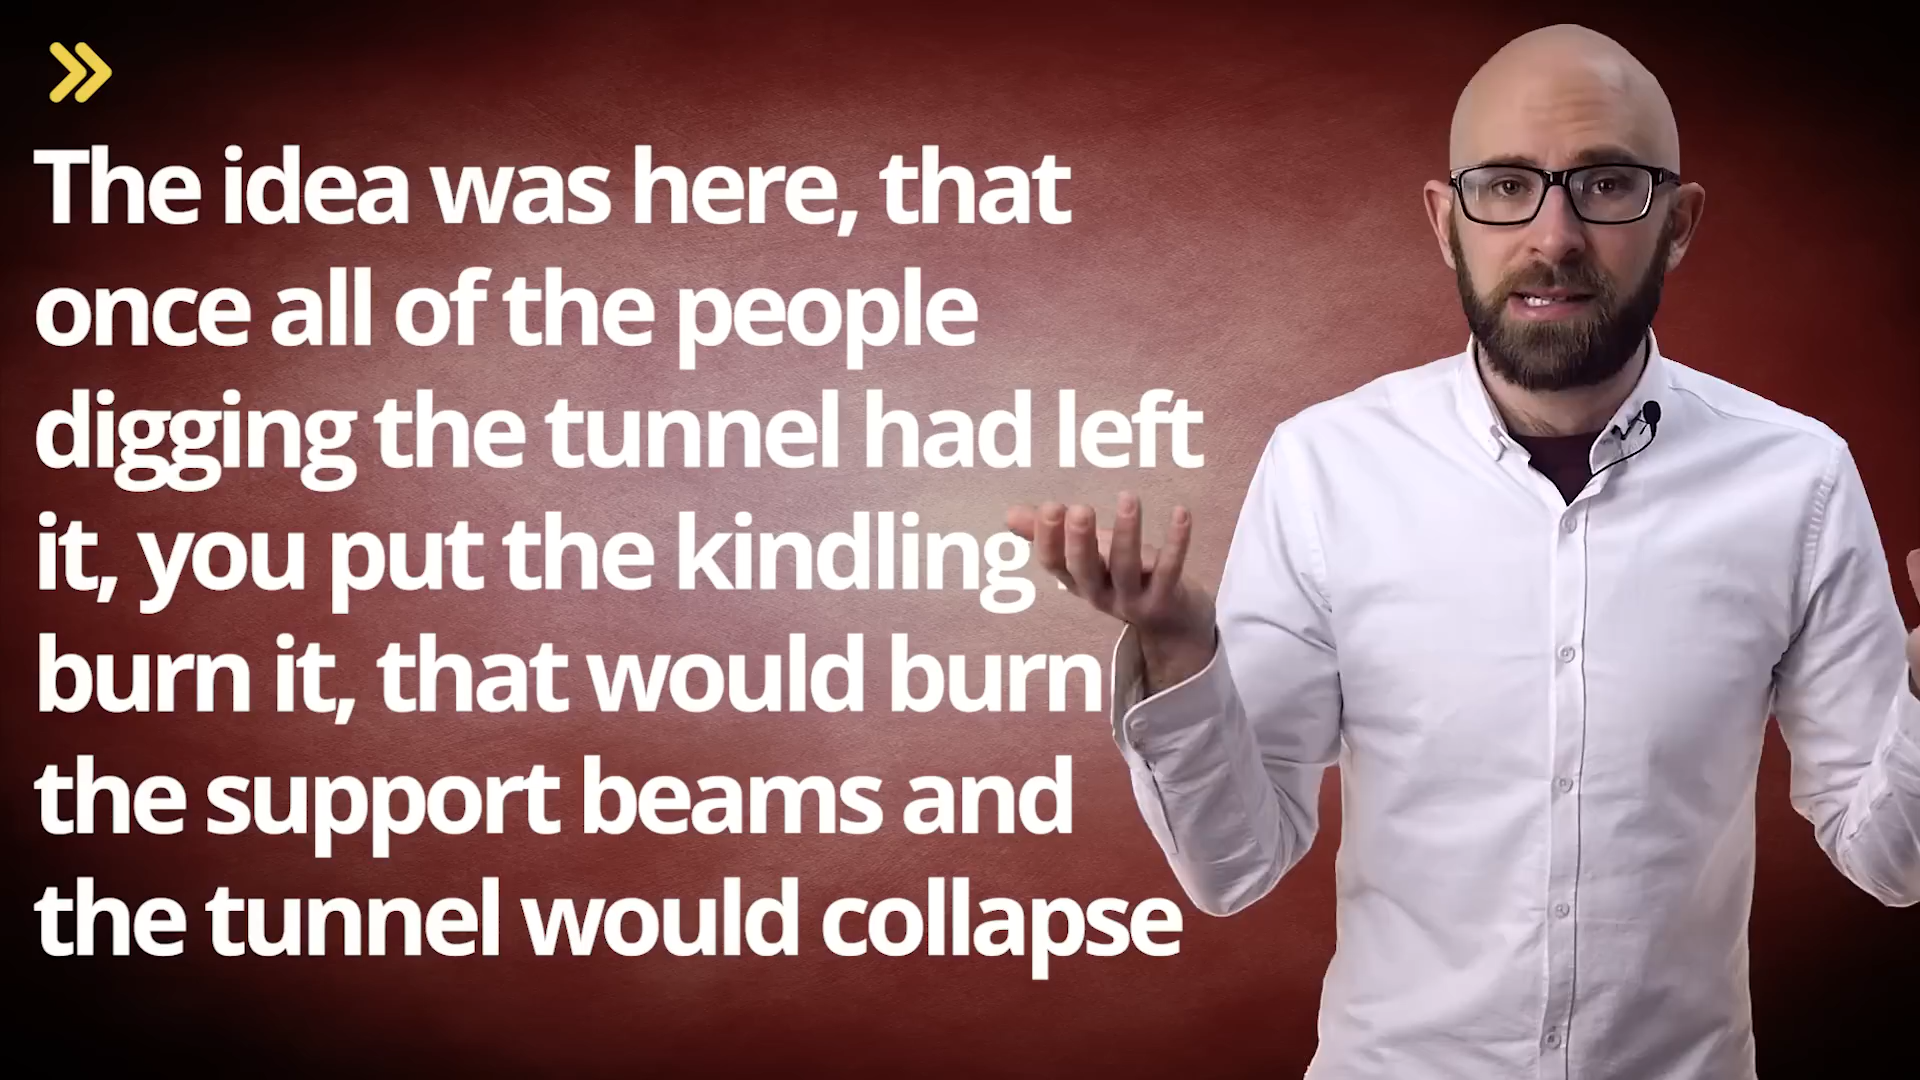 The idea was here, that
once all of the people
digging the tunnel had left
it, you put the kindling
burn it, that would burn
the support beams and
the tunnel would collapse